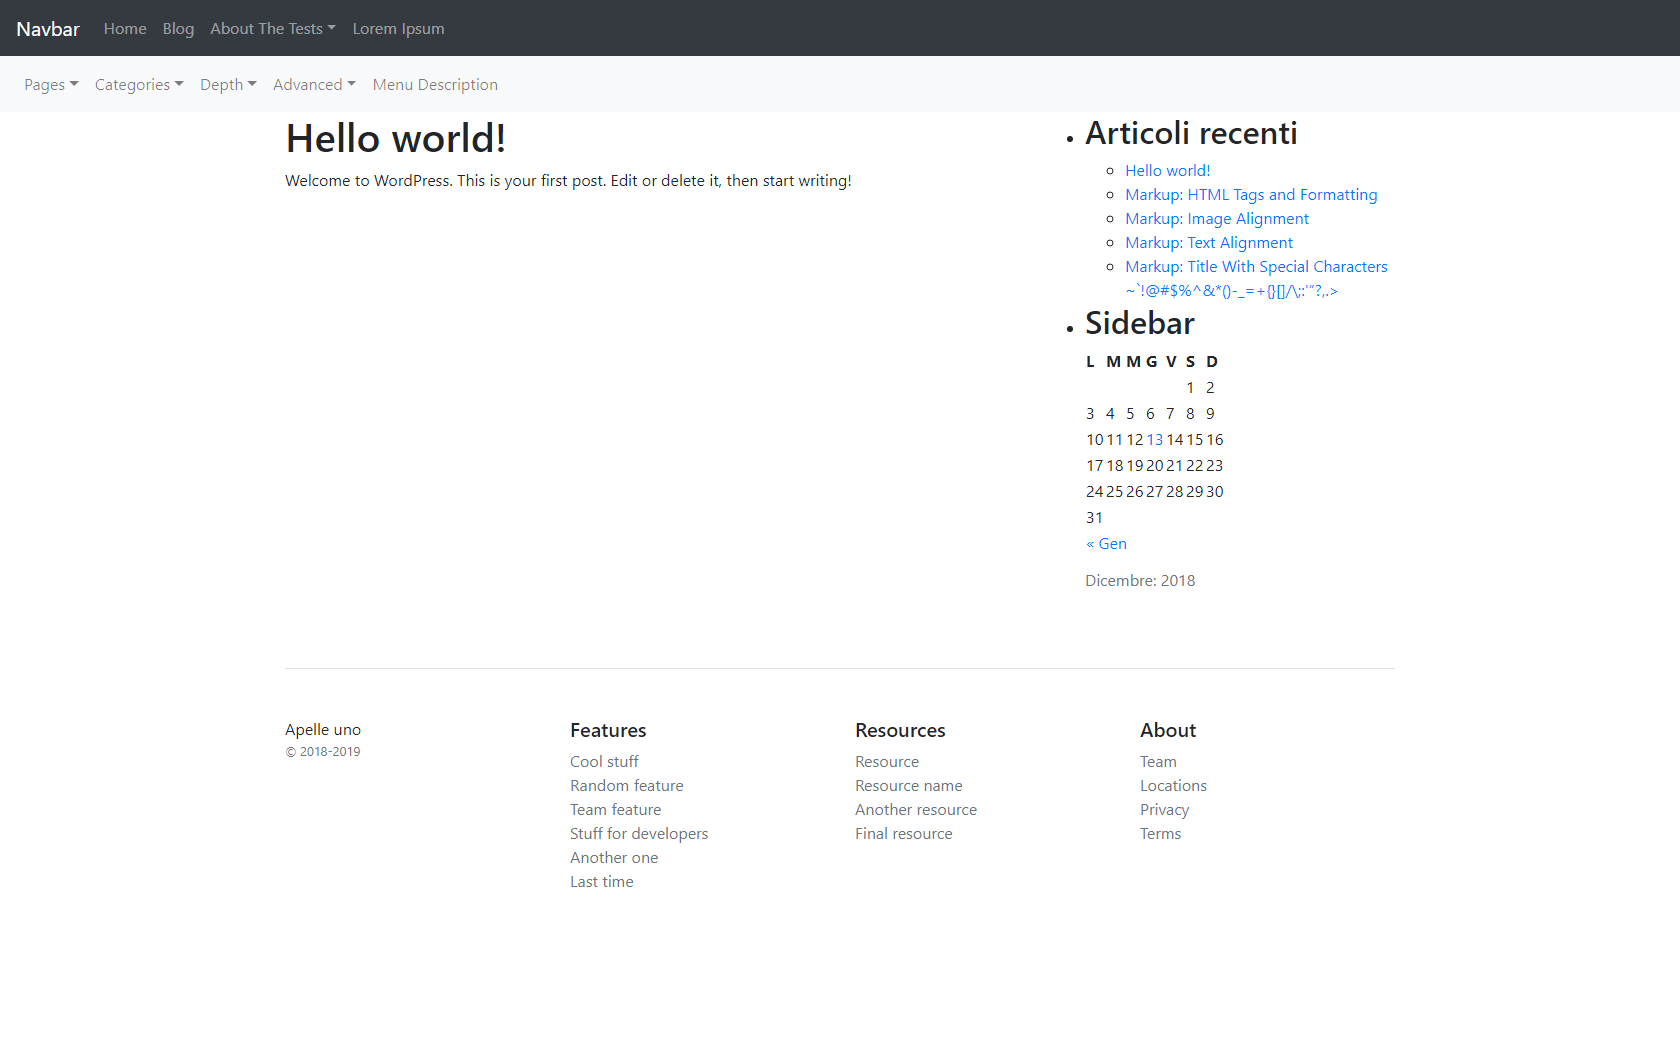 Navbar Home Blog About The Tests Lorem Ipsum
Pages Categories Depth Advanced Menu Description
Hello world!
Welcome to WordPress. This is your first post. Edit or delete it, then start writing!
Articoli recenti
Hello world!
Markup: HTML Tags and Formatting
Markup: Image Alignment
Markup: Text Alignment
Markup: Title With Special Characters
~`!@#$%^&*()-_=+{}[]/\;:'"?,.>
Sidebar
L M M G V S D
1 2
3 4 5 6 7 8 9
10 11 12 13 14 15 16
17 18 19 20 21 22 23
24 25 26 27 28 29 30
31
« Gen
Dicembre: 2018
Apelle uno
© 2018-2019
Features
Cool stuff
Random feature
Team feature
Stuff for developers
Another one
Last time
Resources
Resource
Resource name
Another resource
Final resource
About
Team
Locations
Privacy
Terms